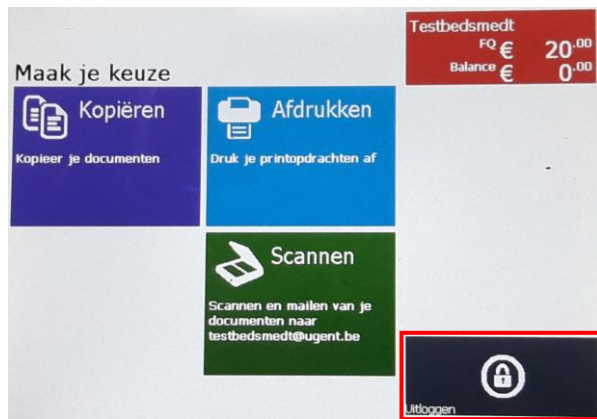 Testbedsmedt
FQ € 20.00
Balance € 0.00
Maak je keuze
Kopiëren
Kopieer je documenten
Afdrukken
Druk je printopdrachten af
Scannen
Scannen en mailen van je
documenten naar
testbedsmedt@ugent.be
Uitloggen